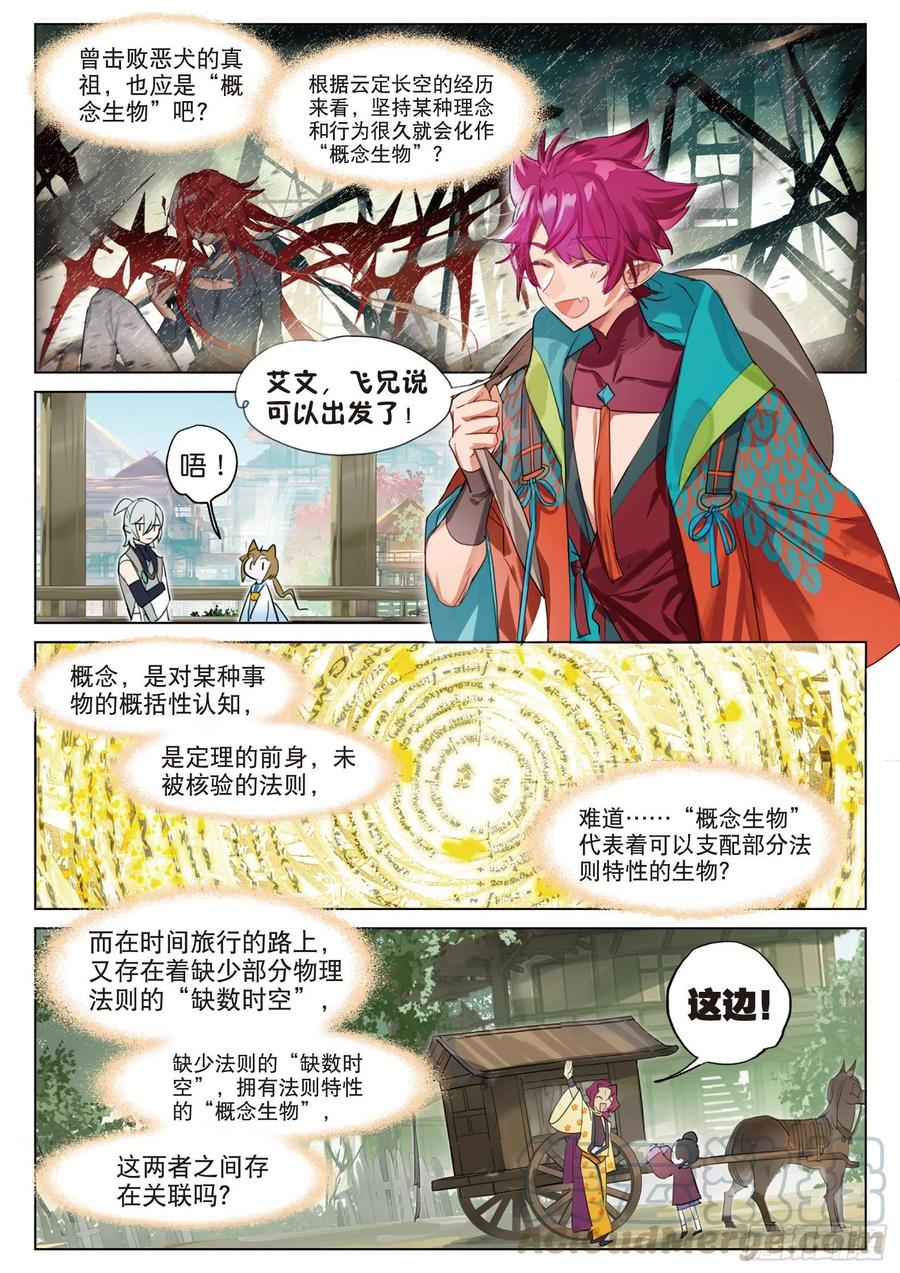 曾击败恶犬的真
祖，也应是“概
念生物”吧？
根据云定长空的经历
来看，坚持某种理念
和行为很久就会化作
“概念生物”？
艾文，飞兄说
可以出发了！
唔！
概念，是对某种事
物的概括性认知，
是定理的前身，未
被核验的法则，
难道……“概念生物”
代表着可以支配部分法
则特性的生物？
而在时间旅行的路上，
又存在着缺少部分物理
法则的“缺数时空”，
这边！
缺少法则的“缺数时
空”，拥有法则特性
的“概念生物”，
这两者之间存
在关联吗？
AcloudMerge.com